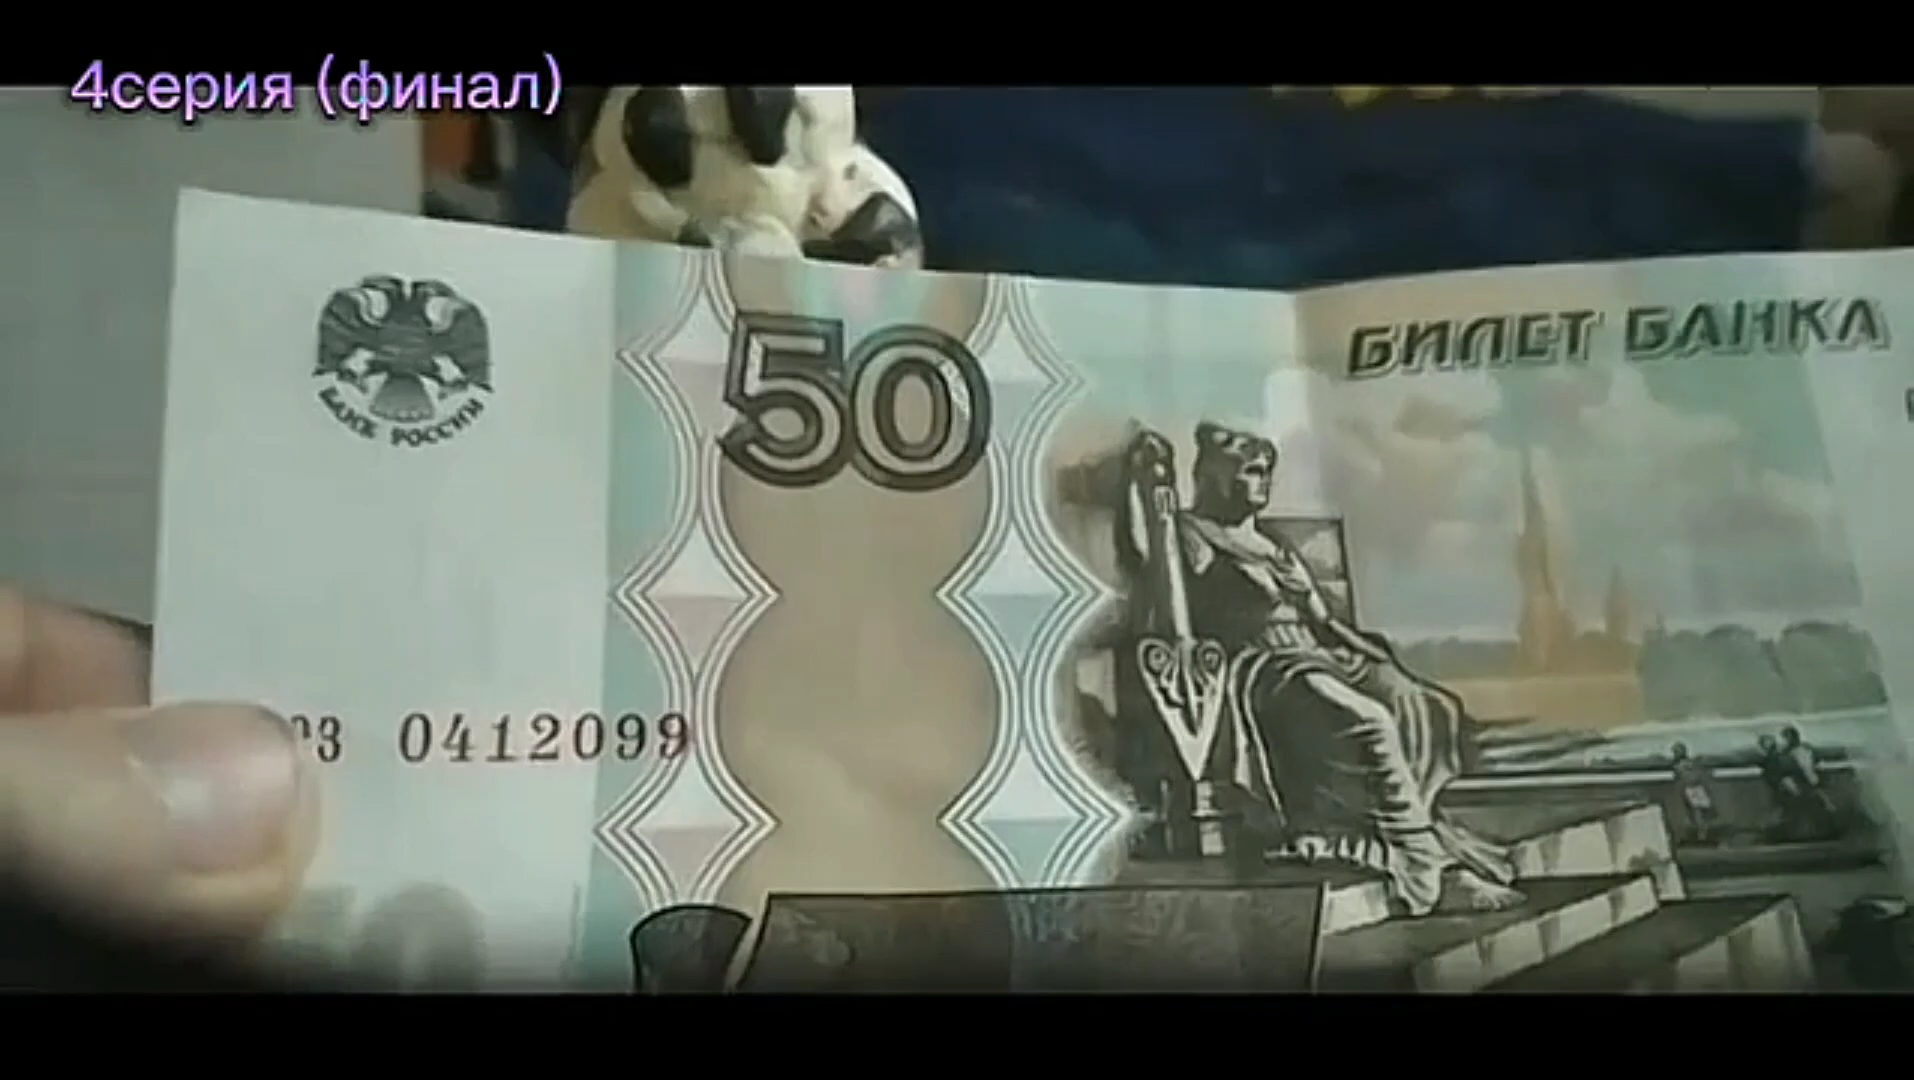 4серия (финал)
БИЛЕТ БАНКА
50
БАНК РОССИИ
0412099